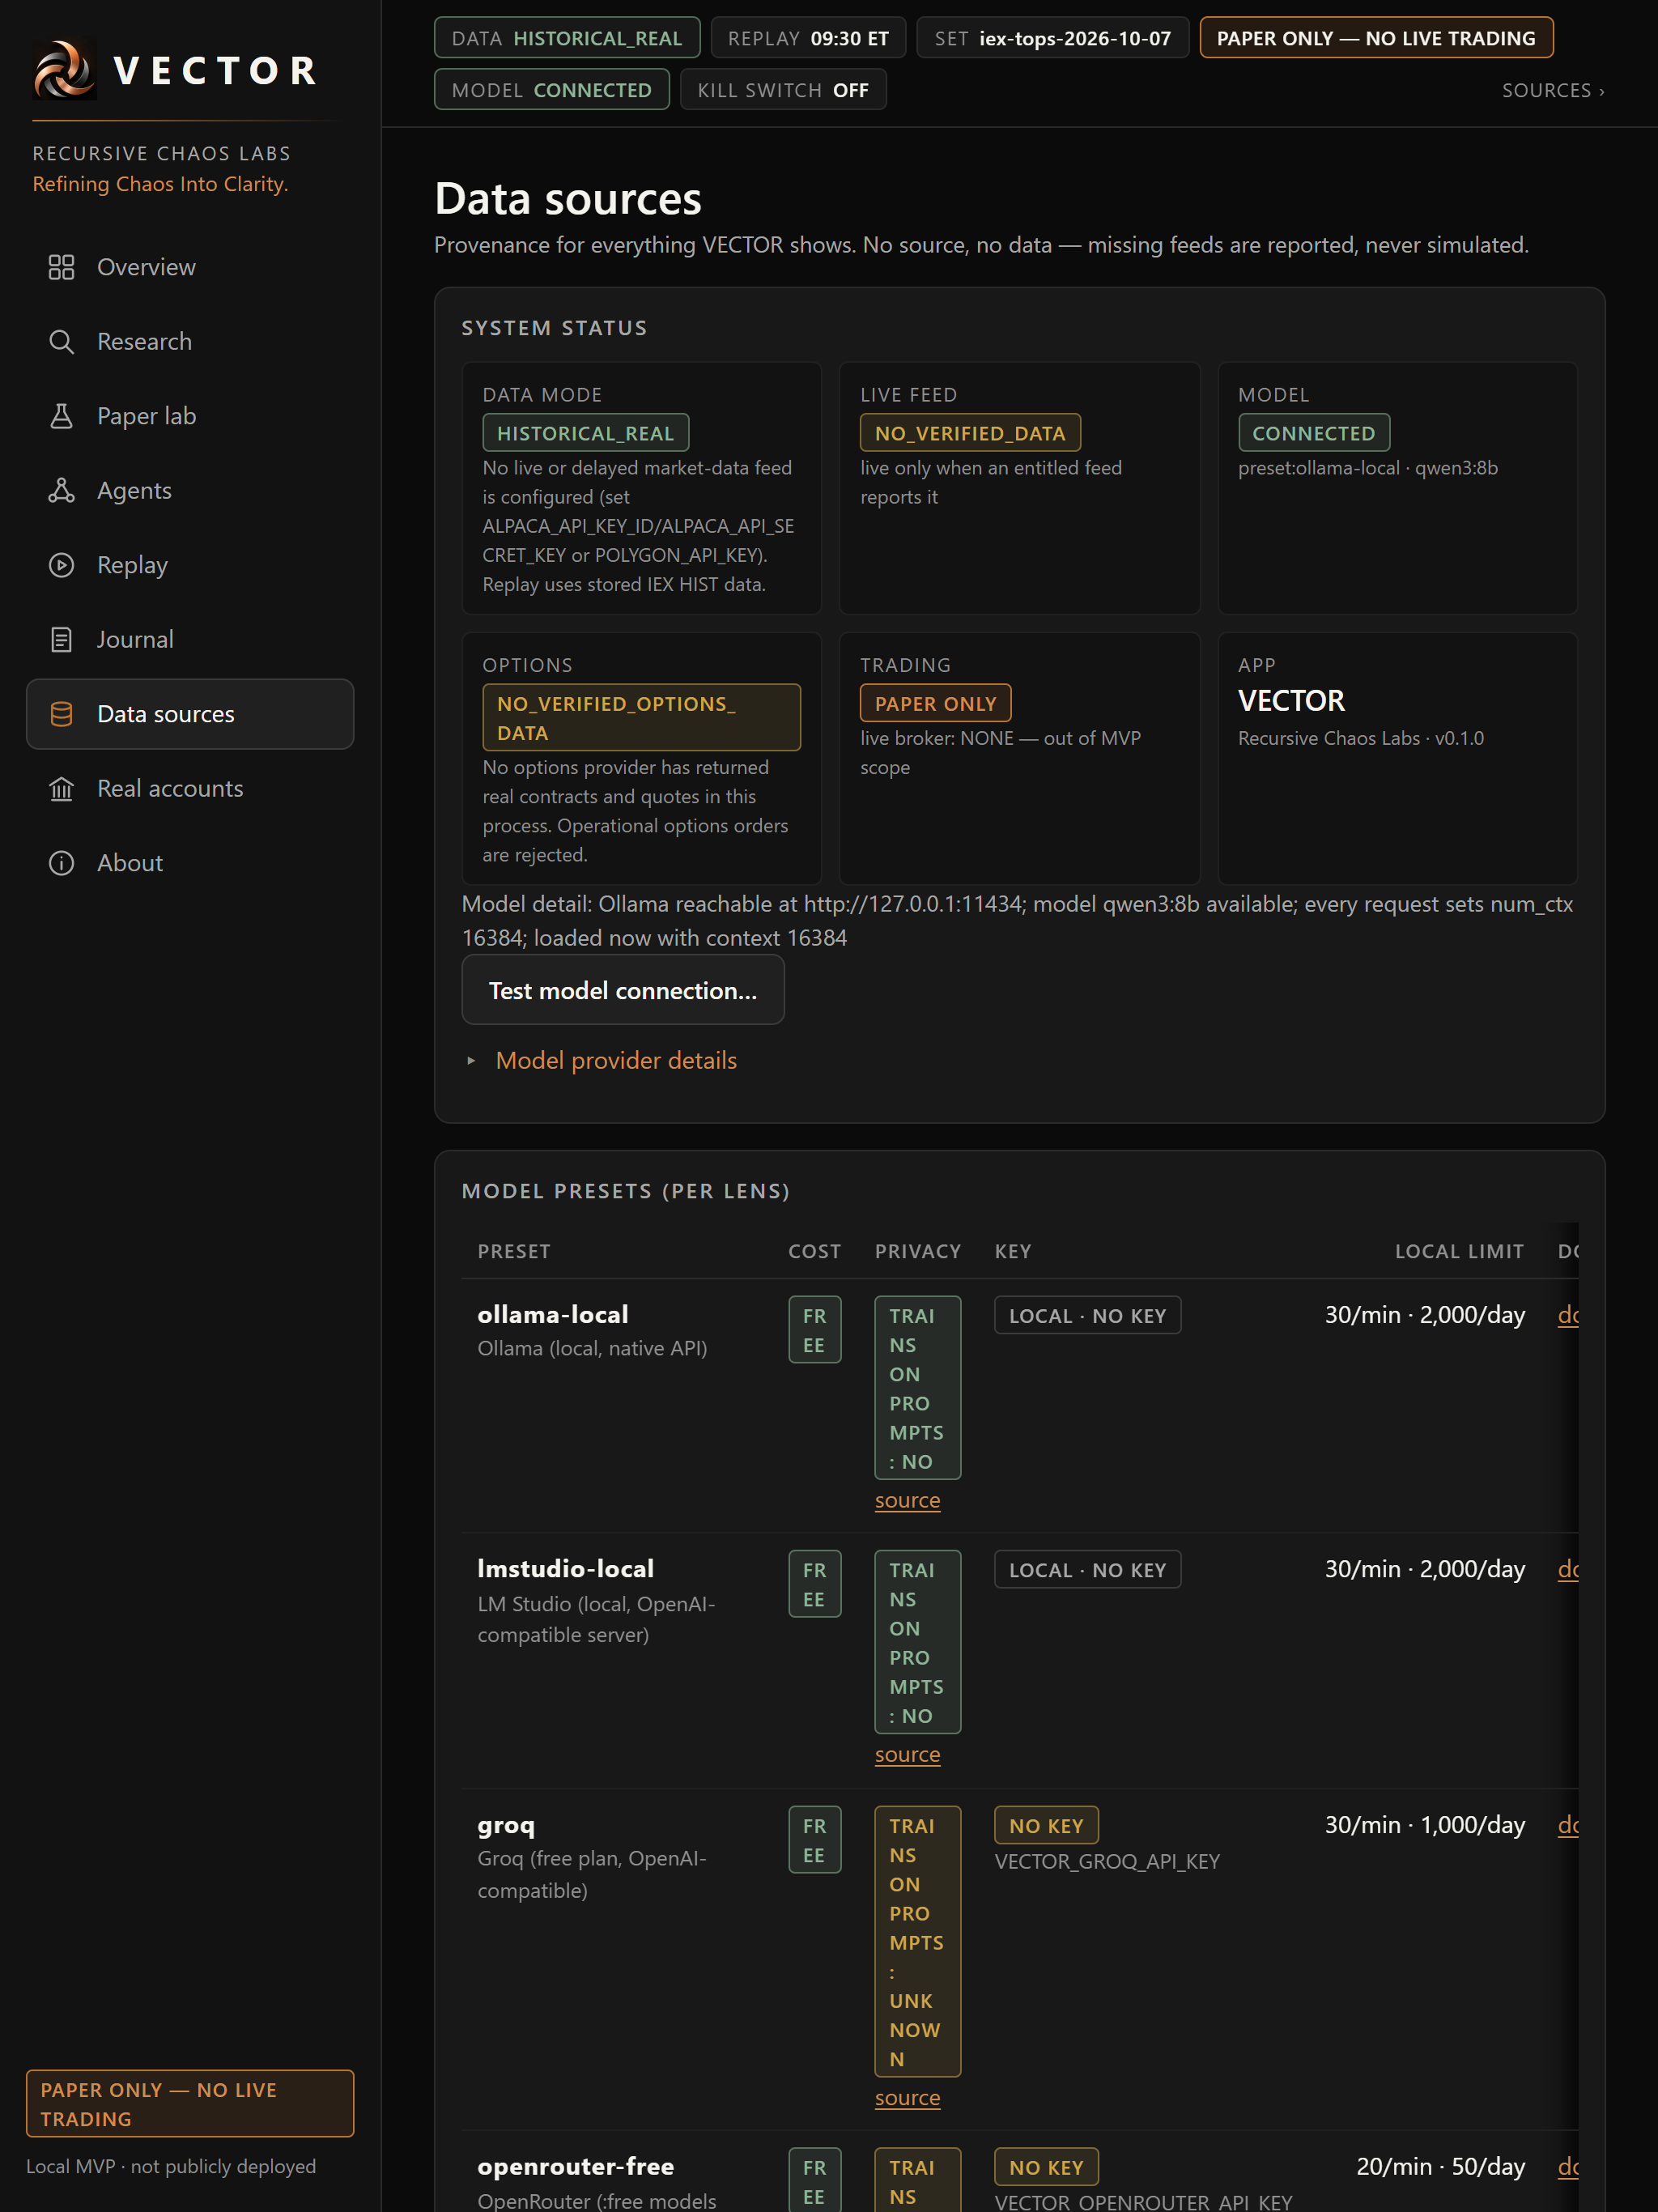 VECTOR
RECURSIVE CHAOS LABS
Refining Chaos Into Clarity.
Overview
Research
Paper lab
Agents
Replay
Journal
Data sources
Real accounts
About
PAPER ONLY — NO LIVE
TRADING
Local MVP · not publicly deployed
DATA HISTORICAL_REAL
REPLAY 09:30 ET
SET iex-tops-2026-10-07
PAPER ONLY — NO LIVE TRADING
MODEL CONNECTED
KILL SWITCH OFF
SOURCES ›
Data sources
Provenance for everything VECTOR shows. No source, no data — missing feeds are reported, never simulated.
SYSTEM STATUS
DATA MODE
HISTORICAL_REAL
No live or delayed market-data feed
is configured (set
ALPACA_API_KEY_ID/ALPACA_API_SE
CRET_KEY or POLYGON_API_KEY).
Replay uses stored IEX HIST data.
LIVE FEED
NO_VERIFIED_DATA
live only when an entitled feed
reports it
MODEL
CONNECTED
preset:ollama-local · qwen3:8b
OPTIONS
NO_VERIFIED_OPTIONS_
DATA
No options provider has returned
real contracts and quotes in this
process. Operational options orders
are rejected.
TRADING
PAPER ONLY
live broker: NONE — out of MVP
scope
APP
VECTOR
Recursive Chaos Labs · v0.1.0
Model detail: Ollama reachable at http://127.0.0.1:11434; model qwen3:8b available; every request sets num_ctx
16384; loaded now with context 16384
Test model connection...
Model provider details
MODEL PRESETS (PER LENS)
PRESET COST PRIVACY KEY LOCAL LIMIT
ollama-local
Ollama (local, native API)
FR
EE
TRAI
NS
ON
PRO
MPTS
: NO
source
LOCAL · NO KEY
30/min · 2,000/day
lmstudio-local
LM Studio (local, OpenAI-
compatible server)
FR
EE
TRAI
NS
ON
PRO
MPTS
: NO
source
LOCAL · NO KEY
30/min · 2,000/day
groq
Groq (free plan, OpenAI-
compatible)
FR
EE
TRAI
NS
ON
PRO
MPTS
:
UNK
NOW
N
source
NO KEY
VECTOR_GROQ_API_KEY
30/min · 1,000/day
openrouter-free
OpenRouter (:free models
FR
EE
TRAI
NS
NO KEY
VECTOR_OPENROUTER_API_KEY
20/min · 50/day